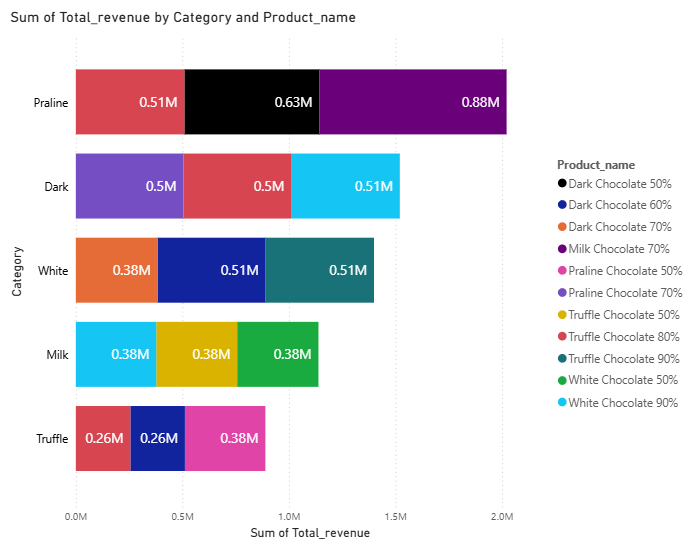 Sum of Total_revenue by Category and Product_name
Praline 0.51M 0.63M 0.88M
Dark 0.5M 0.5M 0.51M
White 0.38M 0.51M 0.51M
Milk 0.38M 0.38M 0.38M
Truffle 0.26M 0.26M 0.38M
Category
0.0M 0.5M 1.0M 1.5M 2.0M
Sum of Total_revenue
Product_name
Dark Chocolate 50%
Dark Chocolate 60%
Dark Chocolate 70%
Milk Chocolate 70%
Praline Chocolate 50%
Praline Chocolate 70%
Truffle Chocolate 50%
Truffle Chocolate 80%
Truffle Chocolate 90%
White Chocolate 50%
White Chocolate 90%